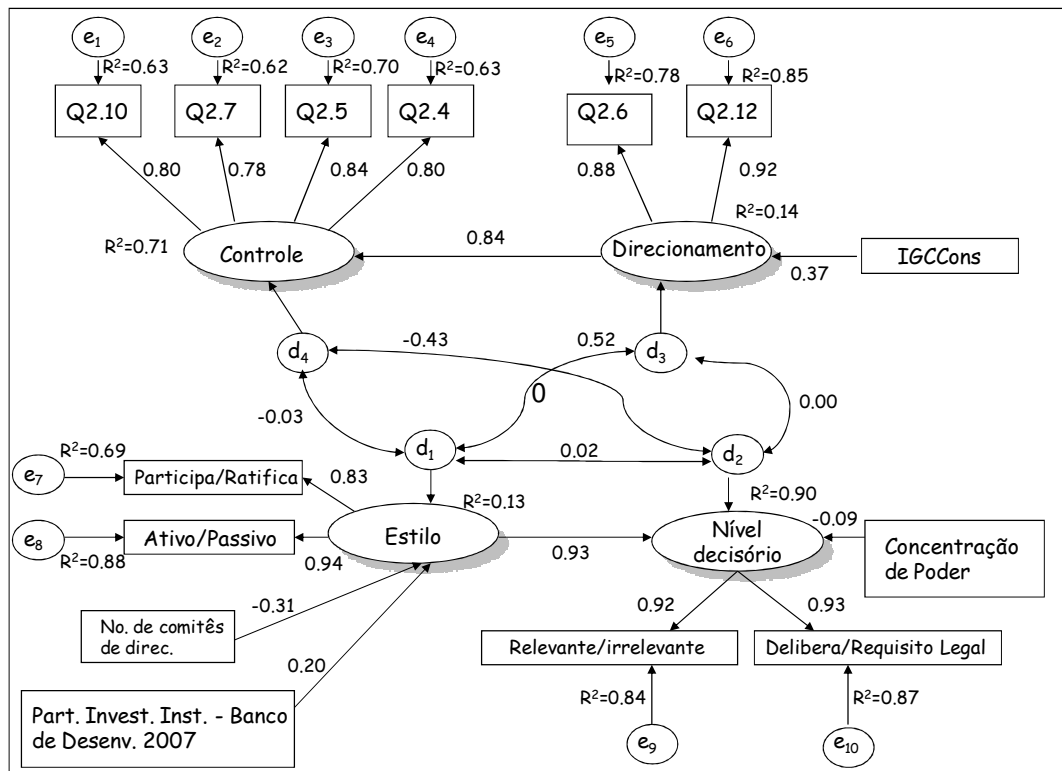 e₁ e₂ e₃ e₄ e₅ e₆
R²=0.63 R²=0.62 R²=0.70 R²=0.63 R²=0.78 R²=0.85
Q2.10 Q2.7 Q2.5 Q2.4 Q2.6 Q2.12
0.80 0.78 0.84 0.80 0.88 0.92
R²=0.14
R²=0.71 Controle 0.84 Direcionamento IGCCons
0.37
-0.43 0.52
d₄ d₃
0
-0.03 0.00
d₁ 0.02 d₂
R²=0.69
e₇ Participa/Ratifica 0.83 R²=0.13 R²=0.90
-0.09
e₈ Ativo/Passivo Estilo Nível
decisório
R²=0.88 0.94 0.93 Concentração
de Poder
-0.31 0.92 0.93
No. de comitês
de direc.
Relevante/irrelevante Delibera/Requisito Legal
0.20
R²=0.84 R²=0.87
Part. Invest. Inst. - Banco
de Desenv. 2007
e₉ e₁₀